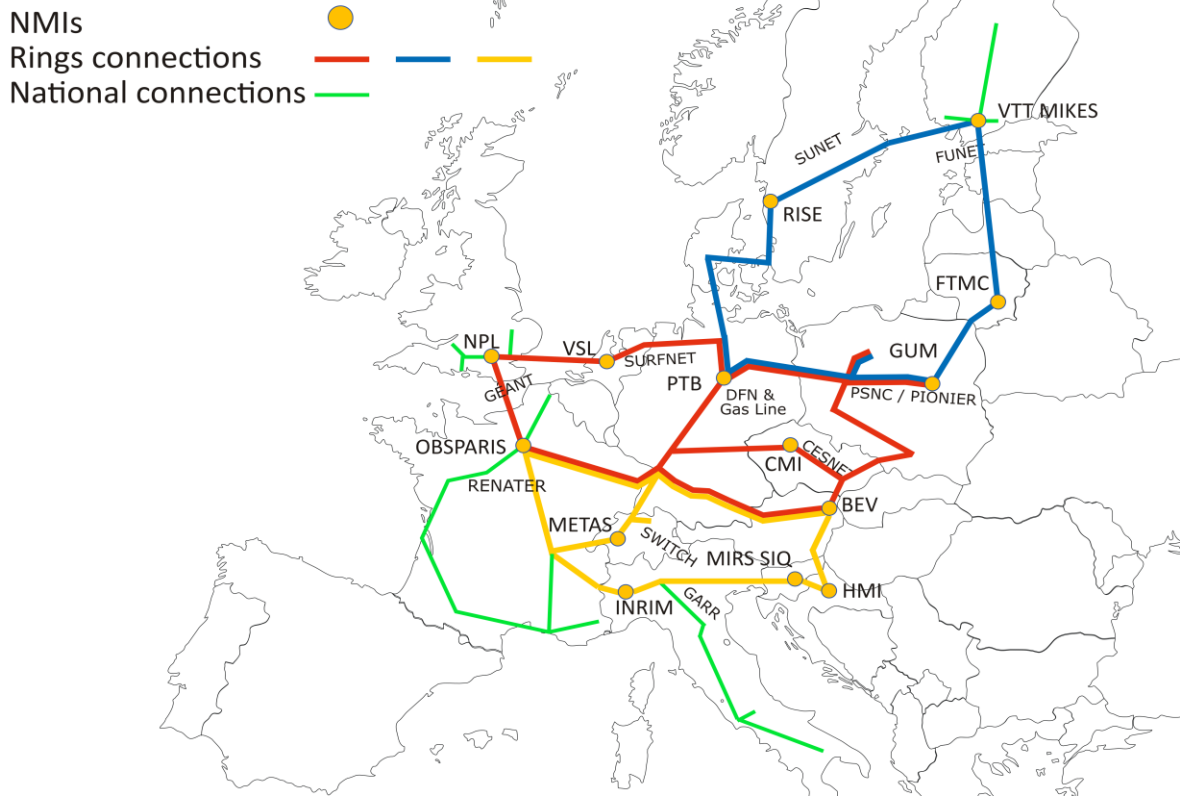 NMIs
Rings connections
National connections
VTT MIKES
SUNET
FUNET
RISE
FTMC
NPL
VSL
SURFNET
GUM
GÉANT
PTB
DFN &
Gas Line
PSNC / PIONIER
OBSPARIS
CMI
CESNET
RENATER
BEV
METAS
SWITCH
MIRS SIQ
HMI
INRIM
GARR